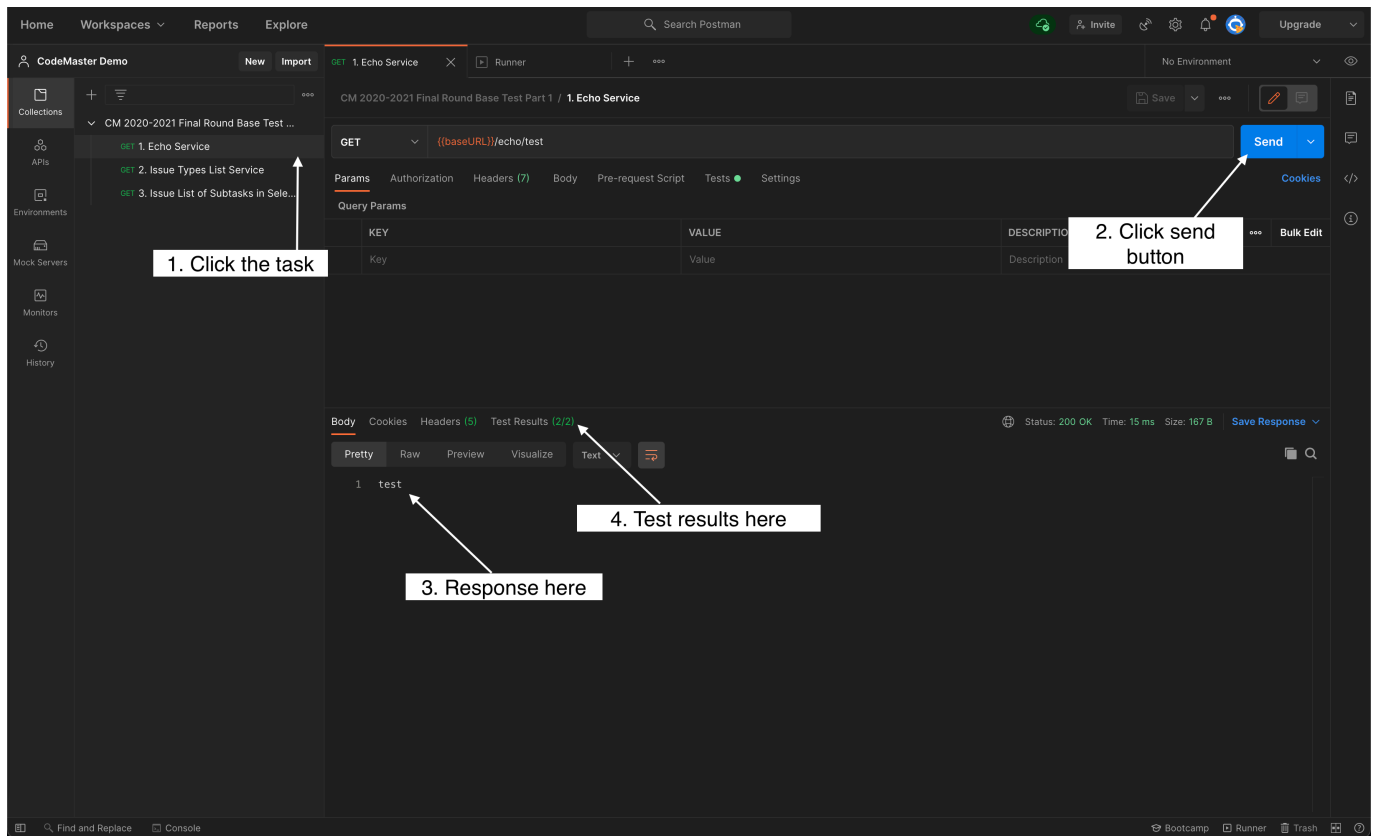 Home Workspaces Reports Explore Search Postman Invite Upgrade
CodeMaster Demo New Import GET 1. Echo Service Runner No Environment
Collections
CM 2020-2021 Final Round Base Test Part 1 / 1. Echo Service Save
CM 2020-2021 Final Round Base Test ...
GET 1. Echo Service
GET {{baseURL}}/echo/test Send
APIs
GET 2. Issue Types List Service
Params Authorization Headers (7) Body Pre-request Script Tests Settings Cookies
GET 3. Issue List of Subtasks in Sele...
Environments
Query Params
KEY VALUE DESCRIPTIO Bulk Edit
2. Click send
button
Key Value Description
1. Click the task
Mock Servers
Monitors
History
Body Cookies Headers (5) Test Results (2/2) Status: 200 OK Time: 15 ms Size: 167 B Save Response
Pretty Raw Preview Visualize Text
1 test
4. Test results here
3. Response here
Find and Replace Console Bootcamp Runner Trash